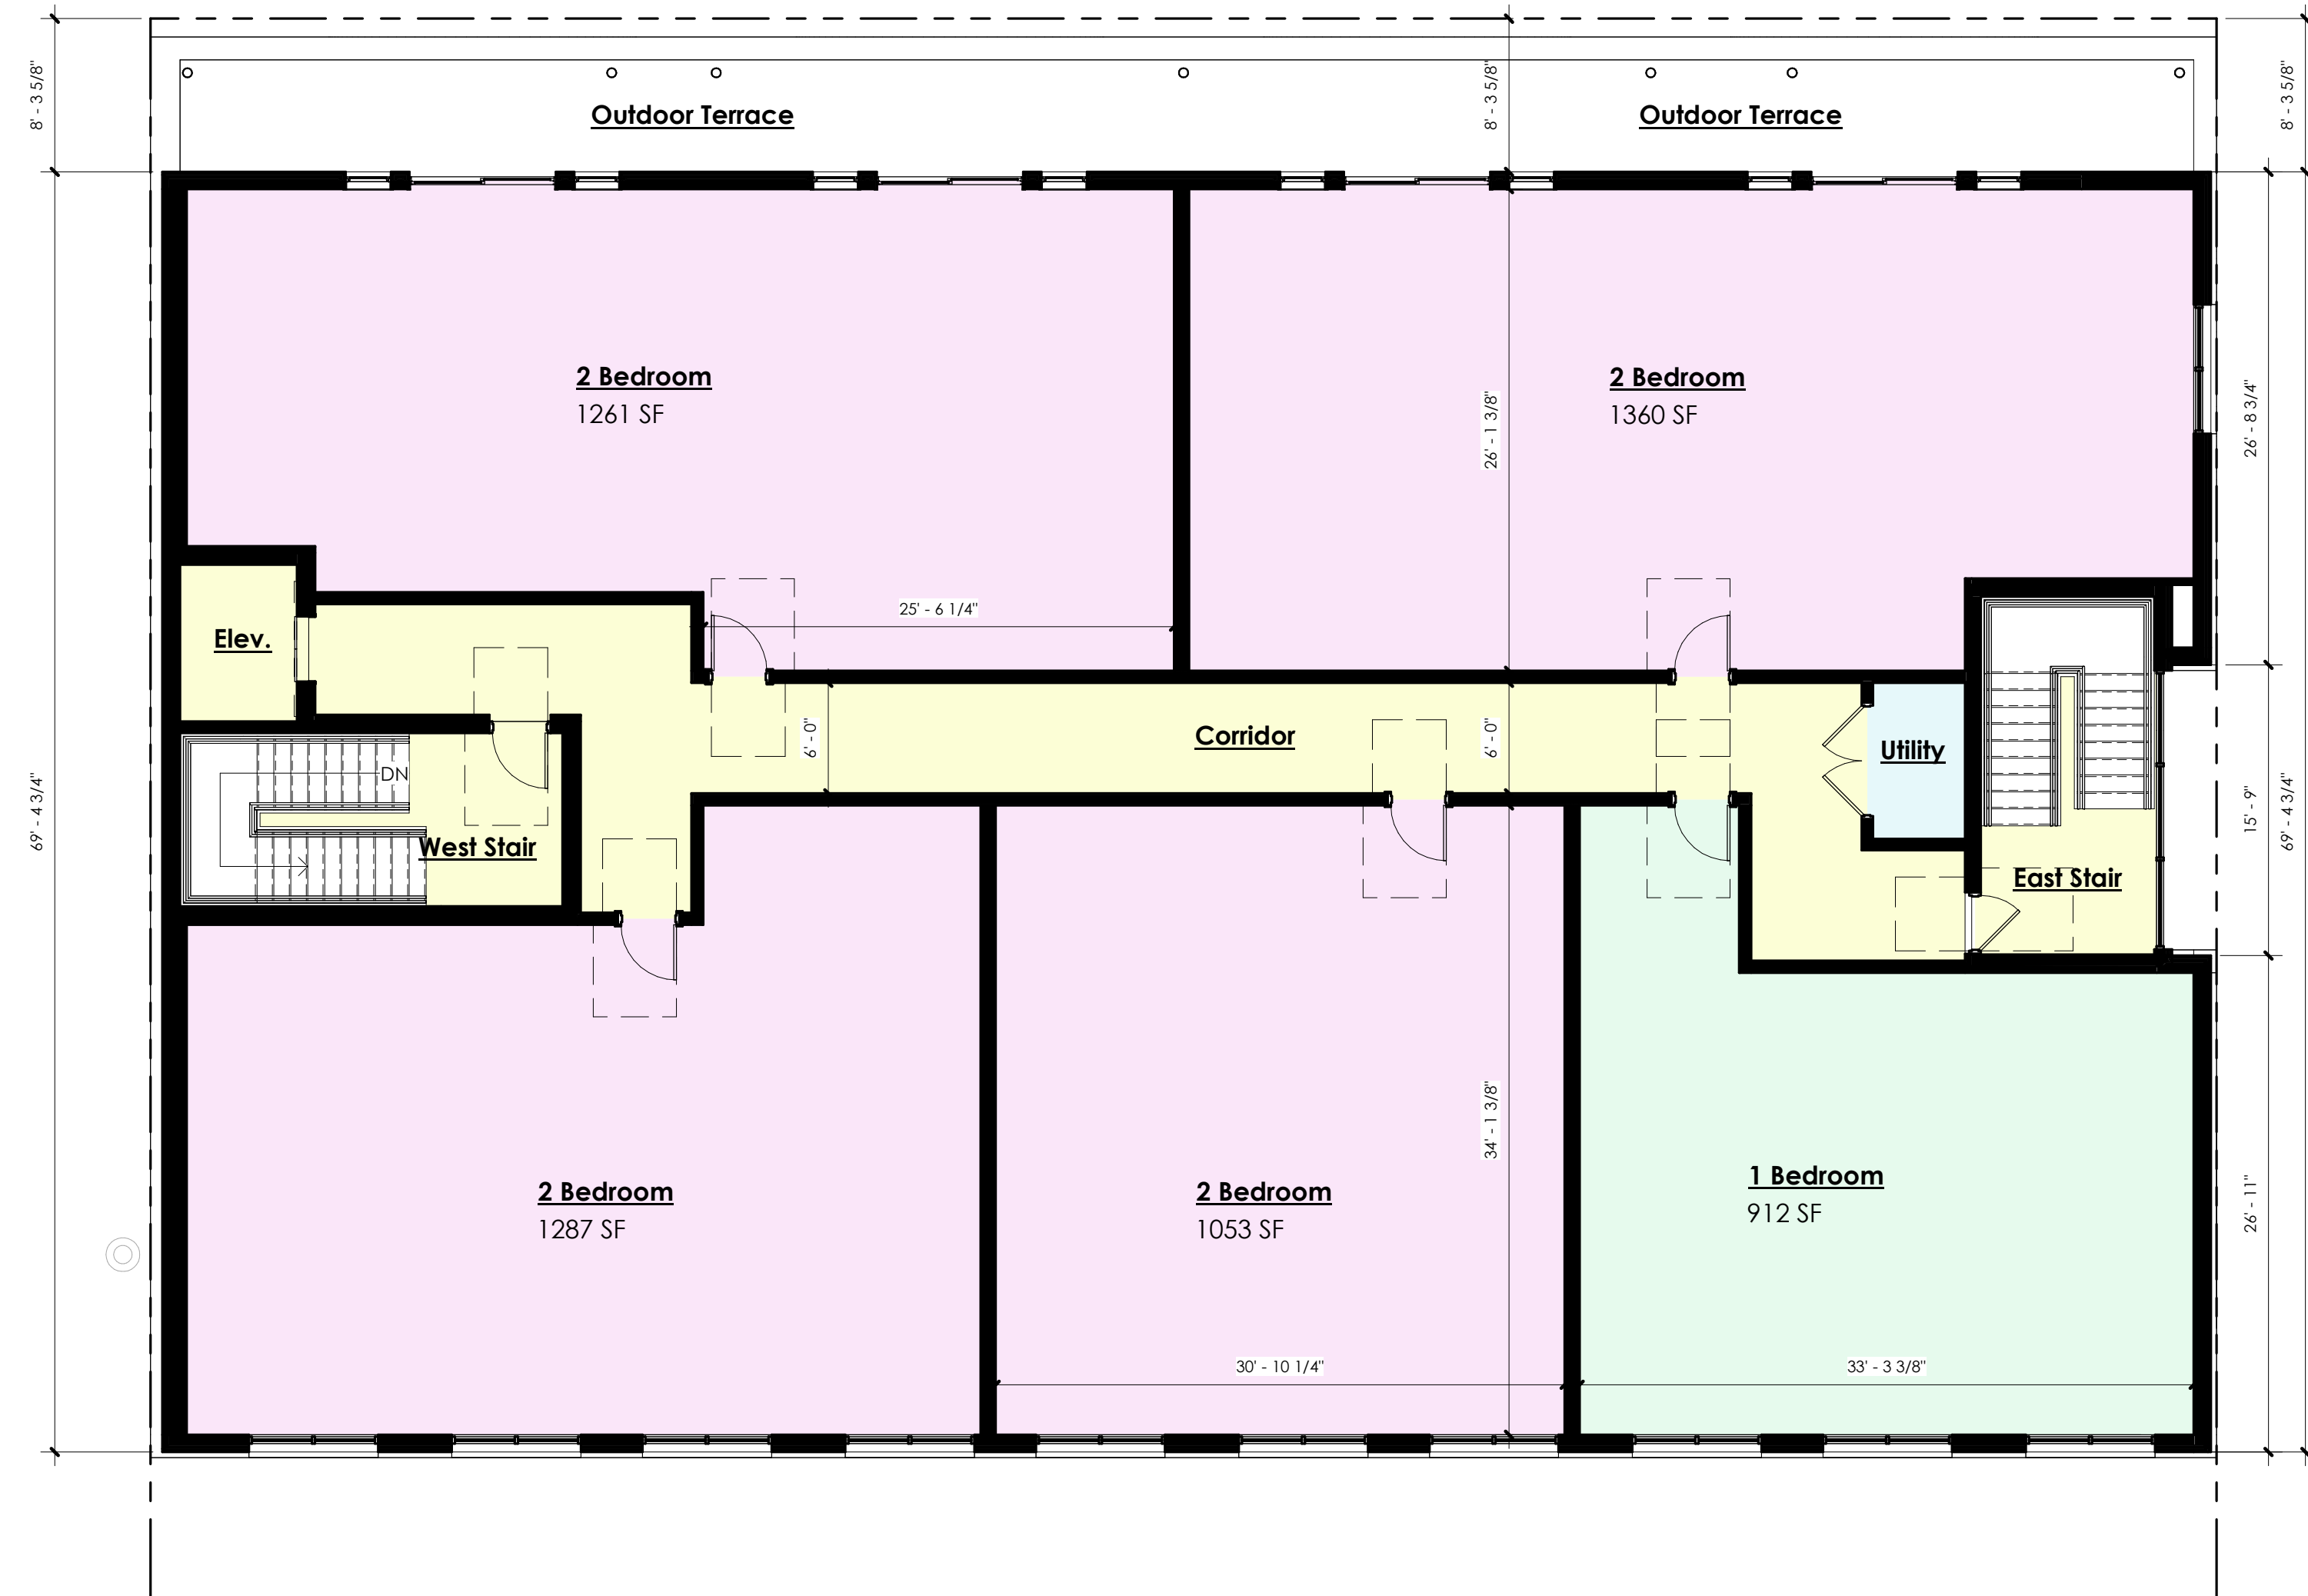 8' - 3 5/8"
8' - 3 5/8"
8' - 3 5/8"
Outdoor Terrace
Outdoor Terrace
2 Bedroom
1261 SF
2 Bedroom
1360 SF
26' - 1 3/8"
26' - 8 3/4"
25' - 6 1/4"
Elev.
6' - 0"
Corridor
6' - 0"
Utility
DN
West Stair
East Stair
69' - 4 3/4"
15' - 9"
69' - 4 3/4"
34' - 1 3/8"
2 Bedroom
1287 SF
2 Bedroom
1053 SF
1 Bedroom
912 SF
26' - 11"
30' - 10 1/4"
33' - 3 3/8"